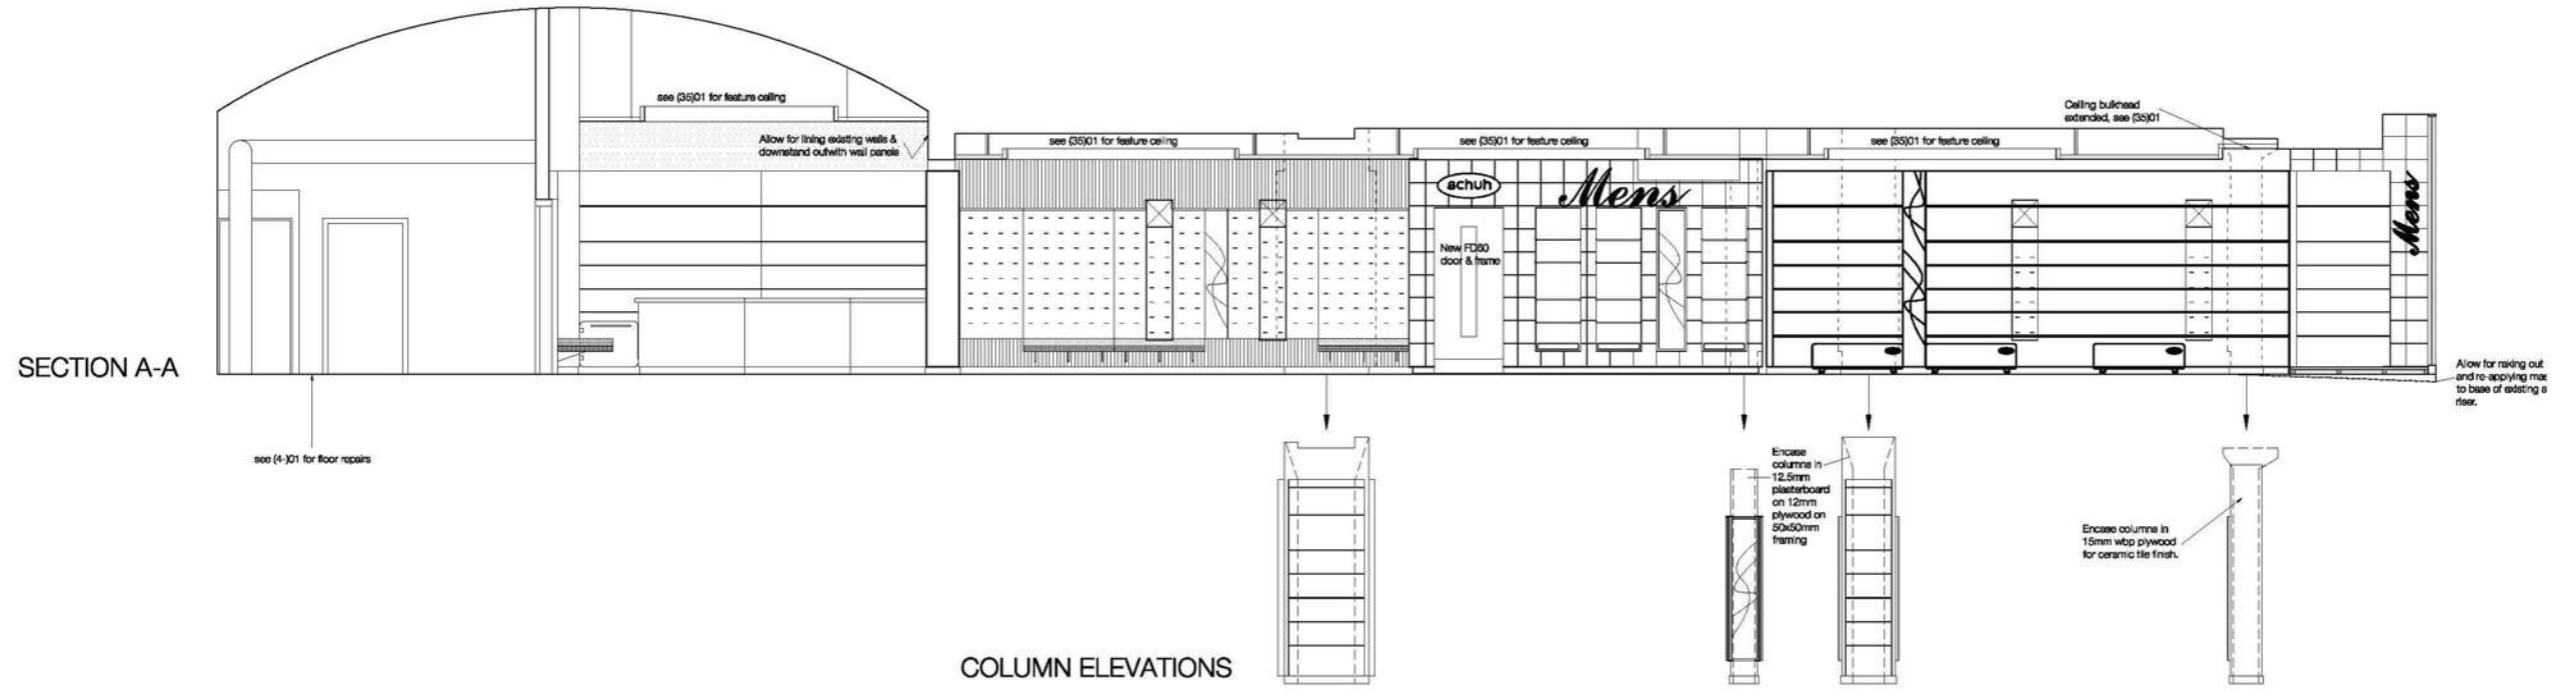 see (35)01 for feature ceiling
Allow for lining existing walls &
downstand outwith wall panels
see (35)01 for feature ceiling
see (35)01 for feature ceiling
see (35)01 for feature ceiling
Ceiling bulkhead
extended, see (35)01
schuh
Mens
Mens
New FD60
door & frame
SECTION A-A
Allow for raking out
and re-applying mas
to base of existing s
riser.
see (4-)01 for floor repairs
Encase
columns in
12.5mm
plasterboard
on 12mm
plywood on
50x50mm
framing
Encase columns in
15mm wbp plywood
for ceramic tile finish.
COLUMN ELEVATIONS